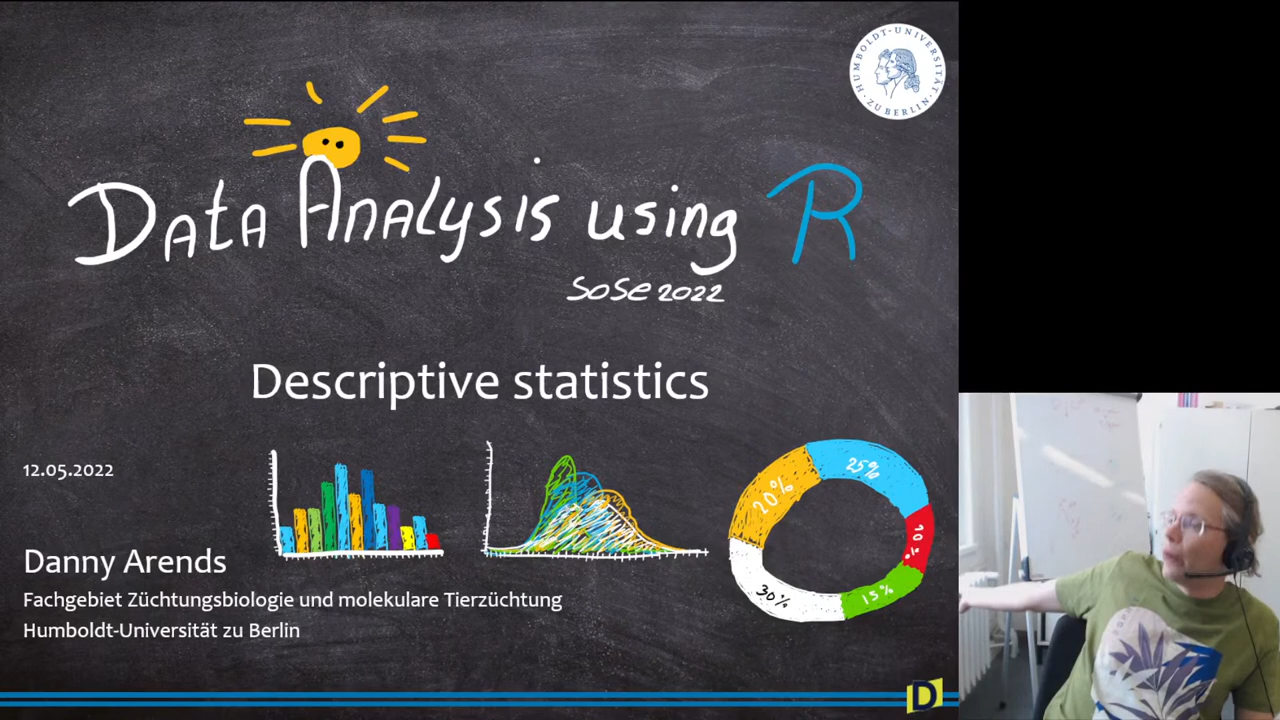 HUMBOLDT-UNIVERSITÄT
ZU BERLIN
Data Analysis using R
SoSe 2022
Descriptive statistics
12.05.2022
25%
20%
10%
15%
30%
Danny Arends
Fachgebiet Züchtungsbiologie und molekulare Tierzüchtung
Humboldt-Universität zu Berlin
D